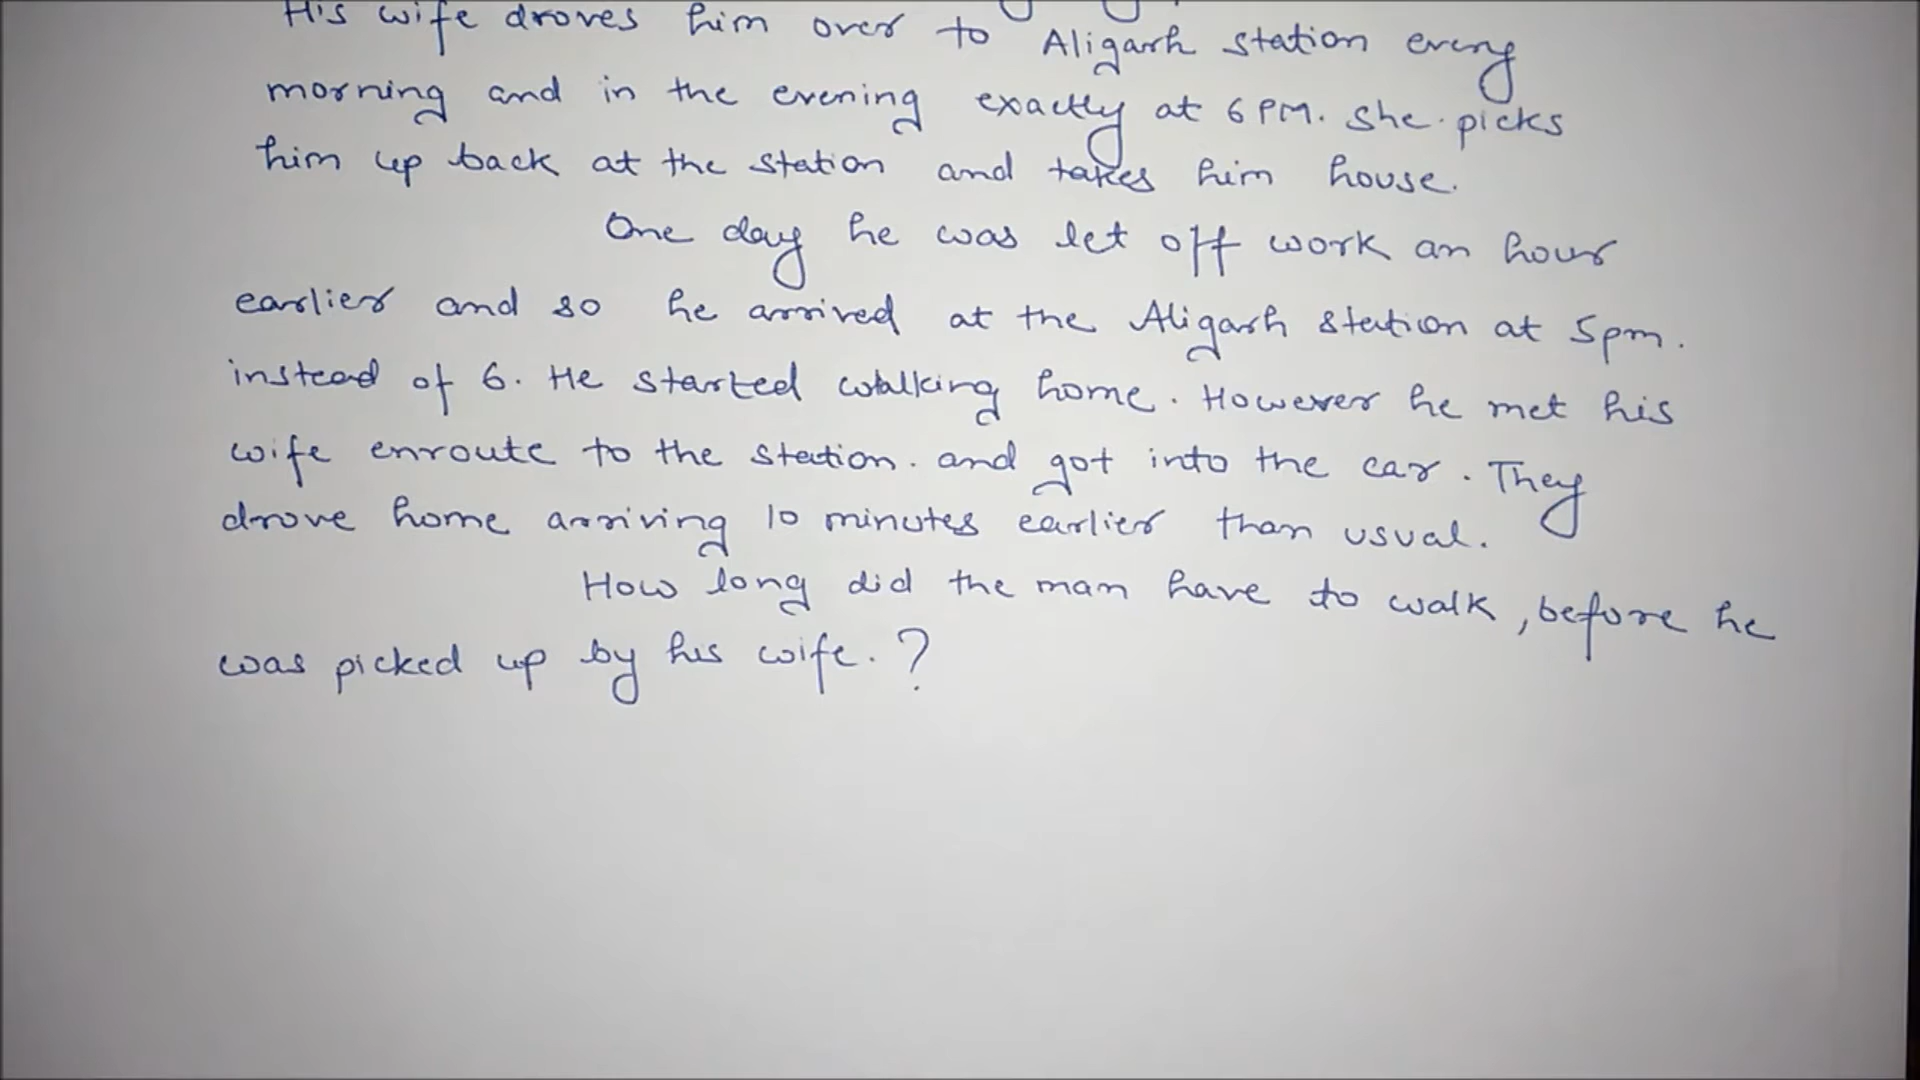 His wife droves him over to Aligarh station every
morning and in the evening exactly at 6 PM. She picks
him up back at the station and takes him house.
One day he was let off work an hour
earlier and so he arrived at the Aligarh station at 5pm.
instead of 6. He started walking home. However he met his
wife enroute to the station. and got into the car. They
drove home arriving 10 minutes earlier than usual.
How long did the man have to walk, before he
was picked up by his wife.?